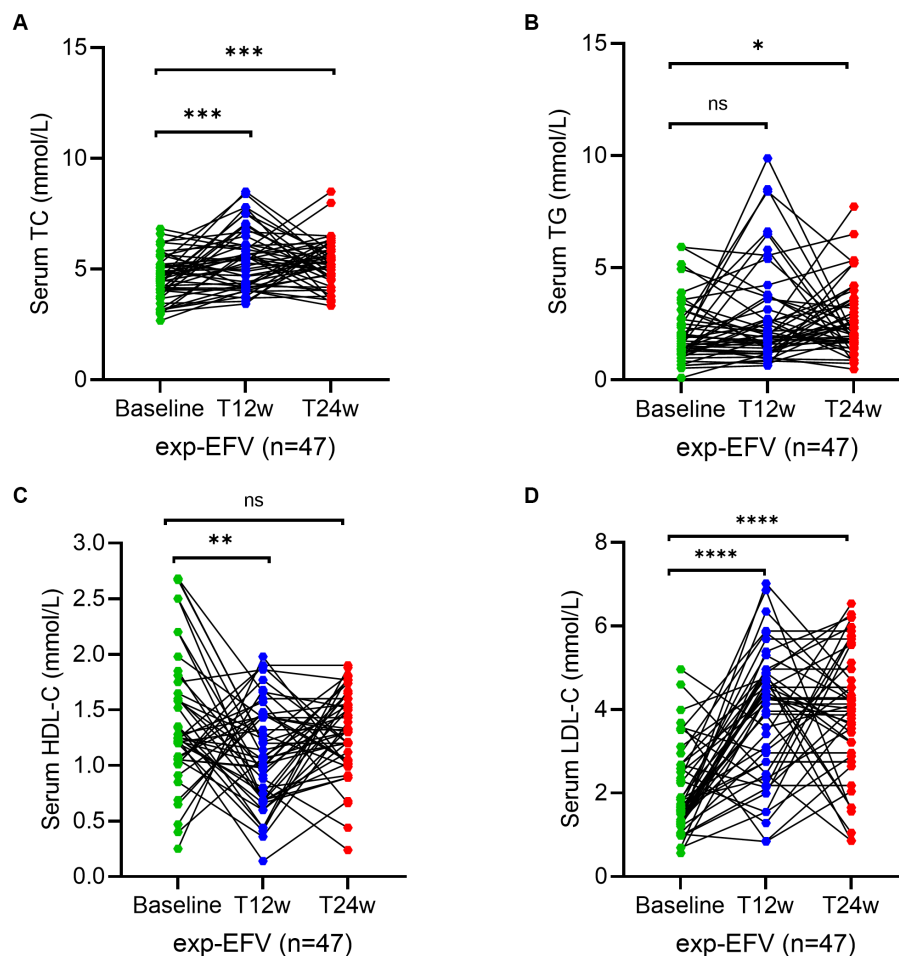 A
Serum TC (mmol/L)
15
10
5
0
***
***
Baseline T12w T24w
exp-EFV (n=47)
B
Serum TG (mmol/L)
15
10
5
0
*
ns
Baseline T12w T24w
exp-EFV (n=47)
C
Serum HDL-C (mmol/L)
3.0
2.5
2.0
1.5
1.0
0.5
0.0
ns
**
Baseline T12w T24w
exp-EFV (n=47)
D
Serum LDL-C (mmol/L)
8
6
4
2
0
****
****
Baseline T12w T24w
exp-EFV (n=47)